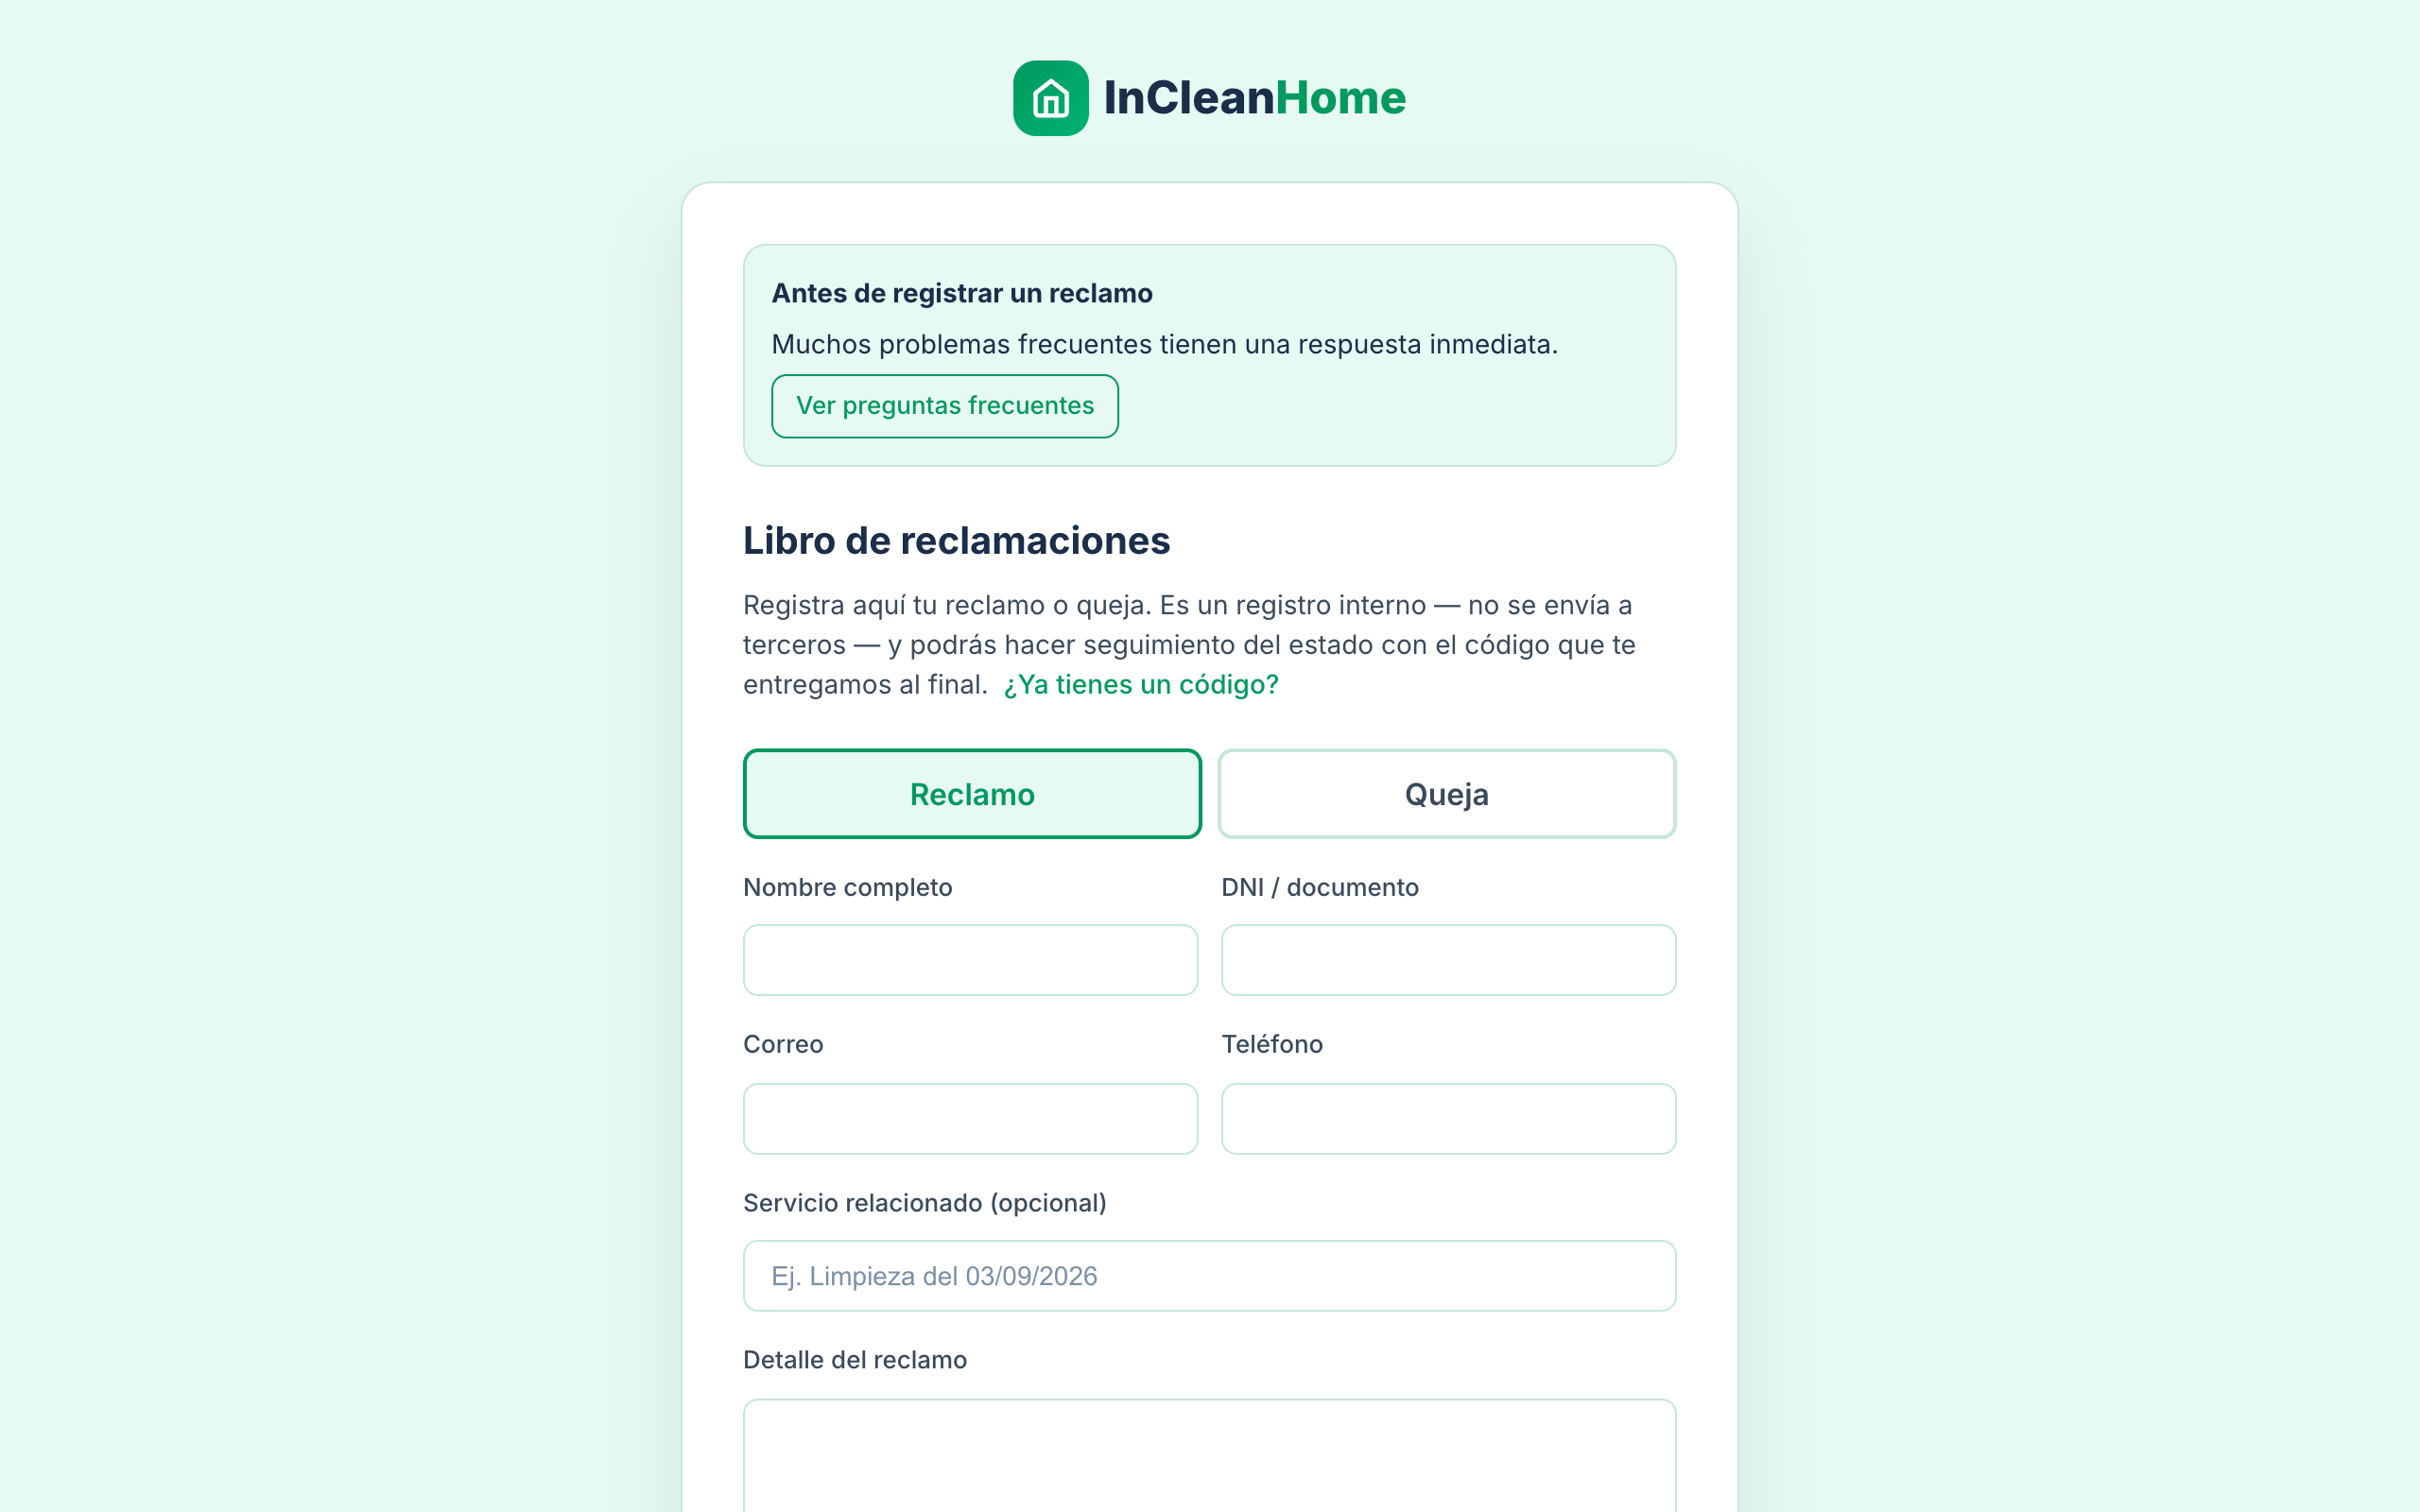 InCleanHome
Antes de registrar un reclamo
Muchos problemas frecuentes tienen una respuesta inmediata.
Ver preguntas frecuentes
Libro de reclamaciones
Registra aquí tu reclamo o queja. Es un registro interno — no se envía a
terceros — y podrás hacer seguimiento del estado con el código que te
entregamos al final. ¿Ya tienes un código?
Reclamo
Queja
Nombre completo
DNI / documento
Correo
Teléfono
Servicio relacionado (opcional)
Ej. Limpieza del 03/09/2026
Detalle del reclamo